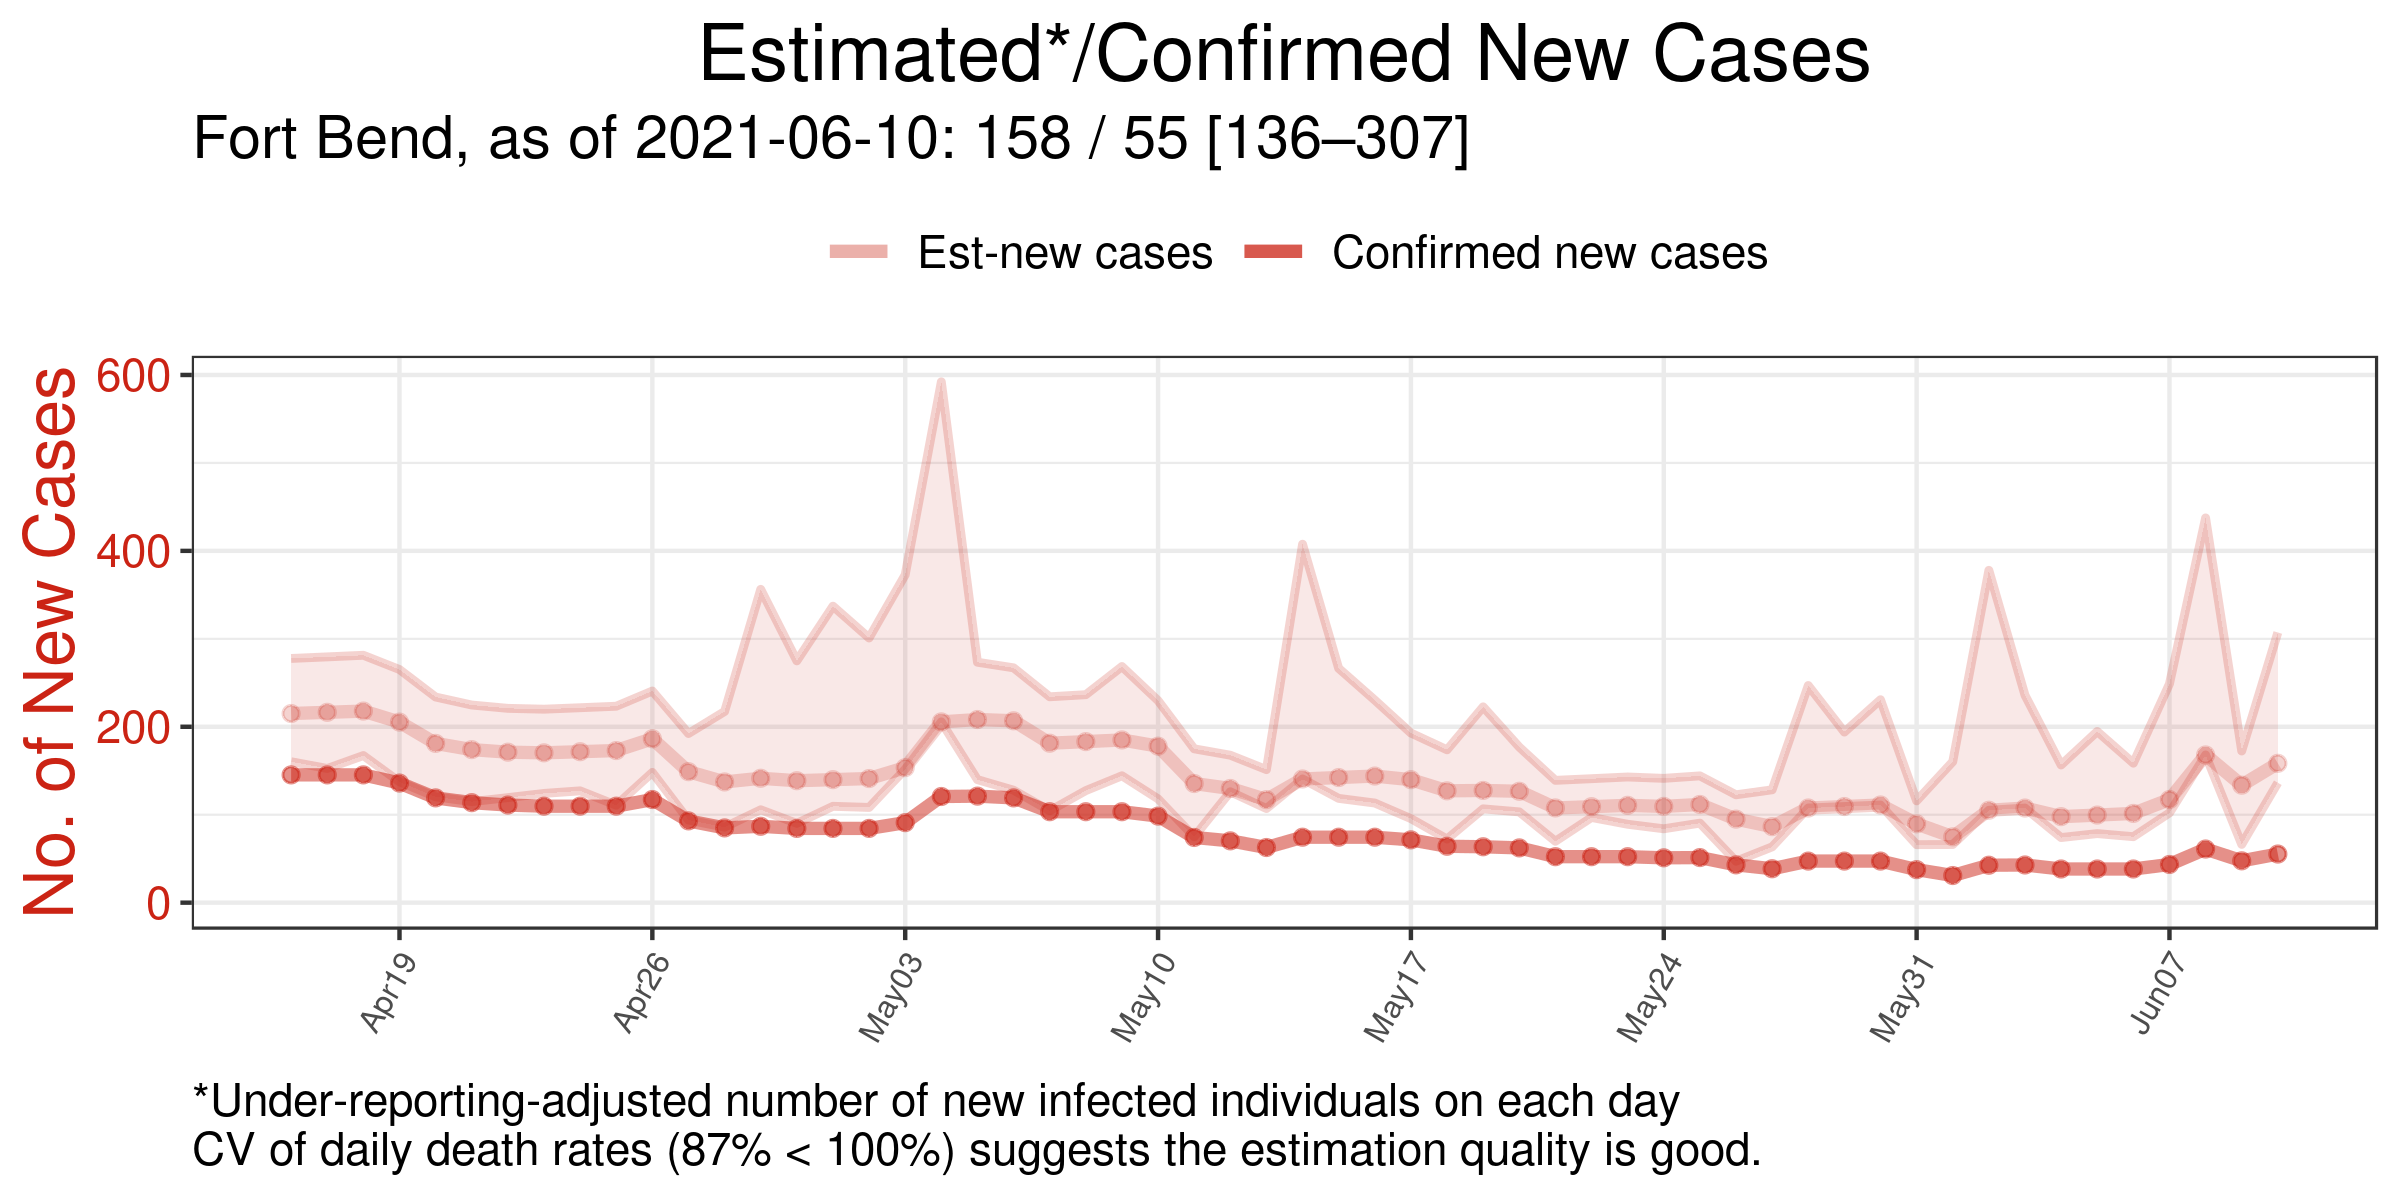 Estimated*/Confirmed New Cases
Fort Bend, as of 2021-06-10: 158 / 55 [136–307]
Est-new cases
Confirmed new cases
No. of New Cases
600
400
200
0
Apr19
Apr26
May03
May10
May17
May24
May31
Jun07
*Under-reporting-adjusted number of new infected individuals on each day
CV of daily death rates (87% < 100%) suggests the estimation quality is good.